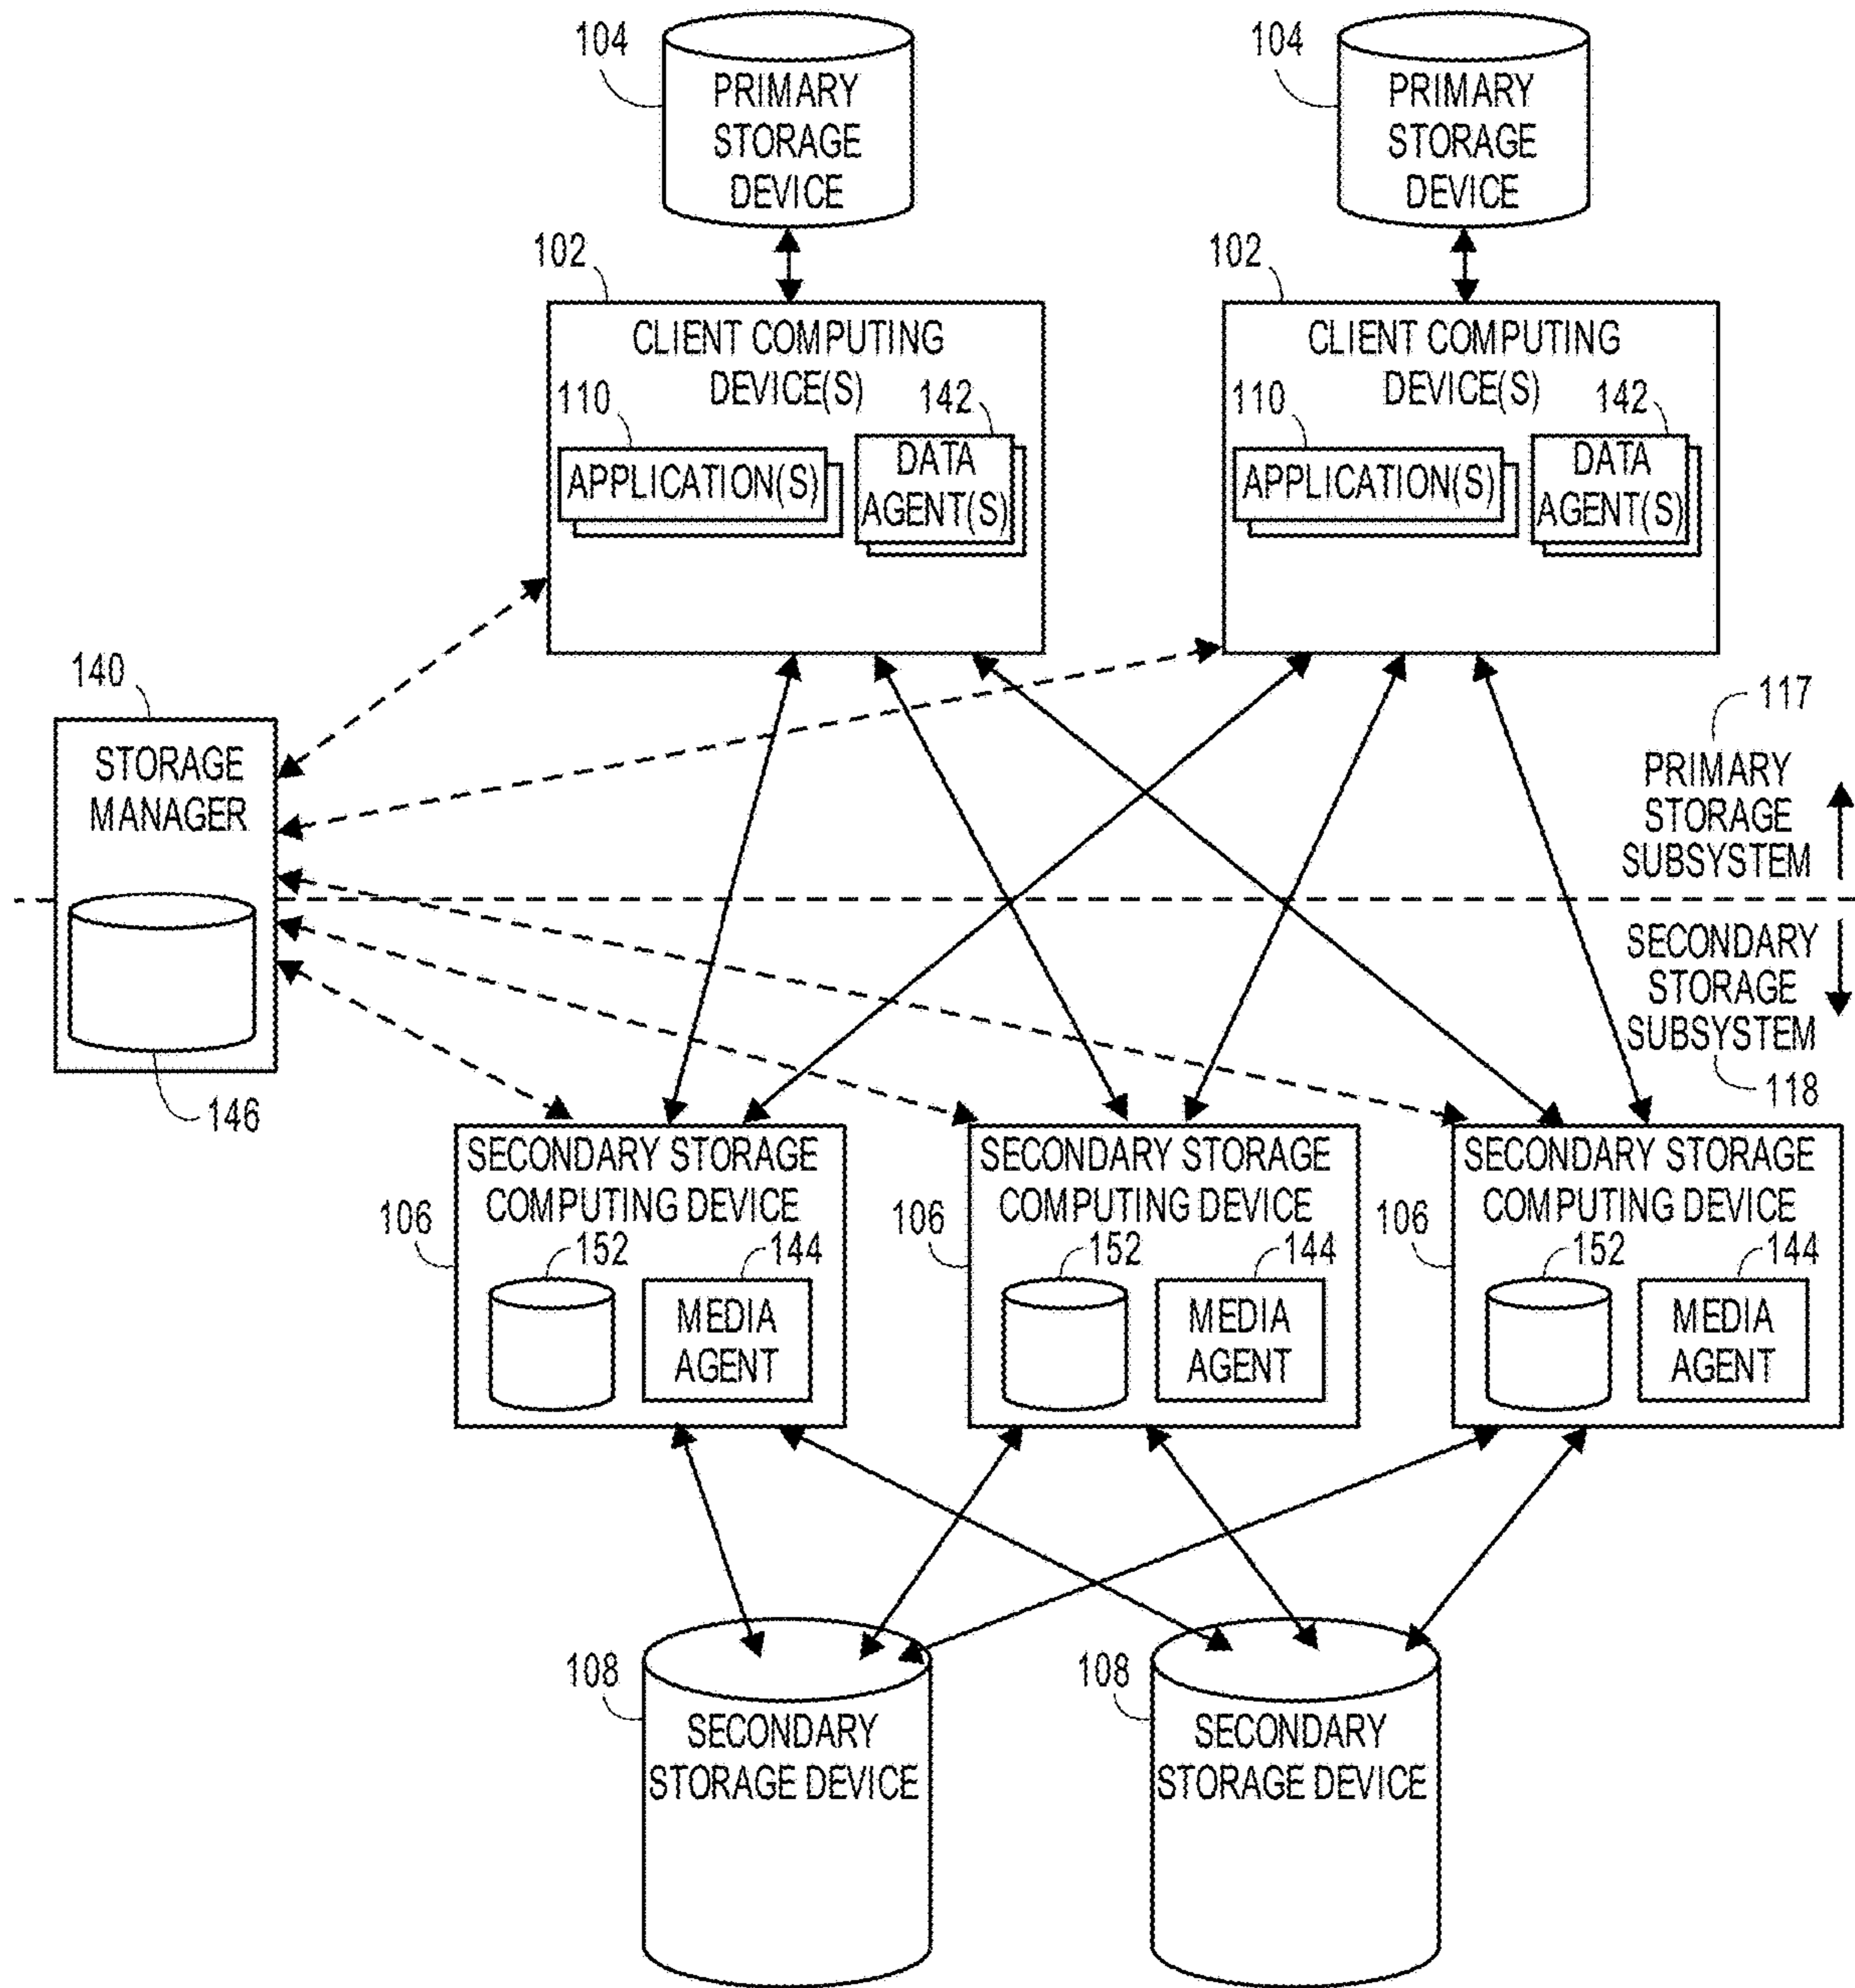 104
PRIMARY
STORAGE
DEVICE
104
PRIMARY
STORAGE
DEVICE
102
CLIENT COMPUTING
DEVICE(S)
110
142
APPLICATION(S)
DATA
AGENT(S)
102
CLIENT COMPUTING
DEVICE(S)
110
142
APPLICATION(S)
DATA
AGENT(S)
140
STORAGE
MANAGER
146
117
PRIMARY
STORAGE
SUBSYSTEM
SECONDARY
STORAGE
SUBSYSTEM
118
SECONDARY STORAGE
COMPUTING DEVICE
106
152
144
MEDIA
AGENT
SECONDARY STORAGE
COMPUTING DEVICE
106
152
144
MEDIA
AGENT
SECONDARY STORAGE
COMPUTING DEVICE
106
152
144
MEDIA
AGENT
108
SECONDARY
STORAGE DEVICE
108
SECONDARY
STORAGE DEVICE